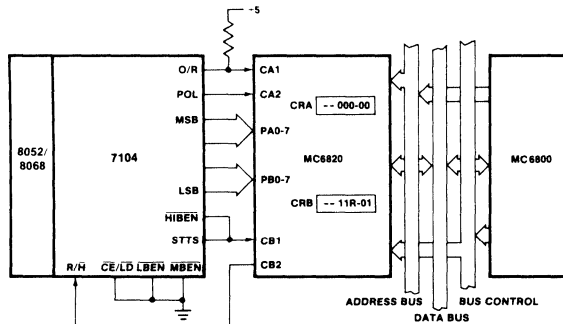 +5
O/R
CA1
POL
CA2
CRA
-- 000-00
MSB
PA0-7
8052/
8068
7104
MC6820
MC6800
PB0-7
LSB
CRB
-- 11R-01
HIBEN
STTS
CB1
CB2
R/H
CE/LD
LBEN
MBEN
ADDRESS BUS
BUS CONTROL
DATA BUS